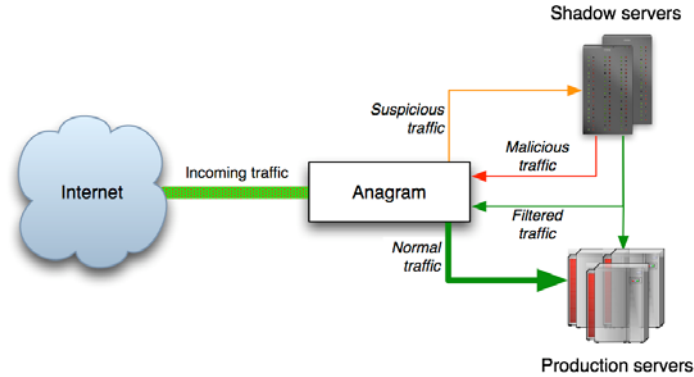 Shadow servers
Suspicious
traffic
Malicious
traffic
Incoming traffic
Internet
Anagram
Filtered
traffic
Normal
traffic
Production servers